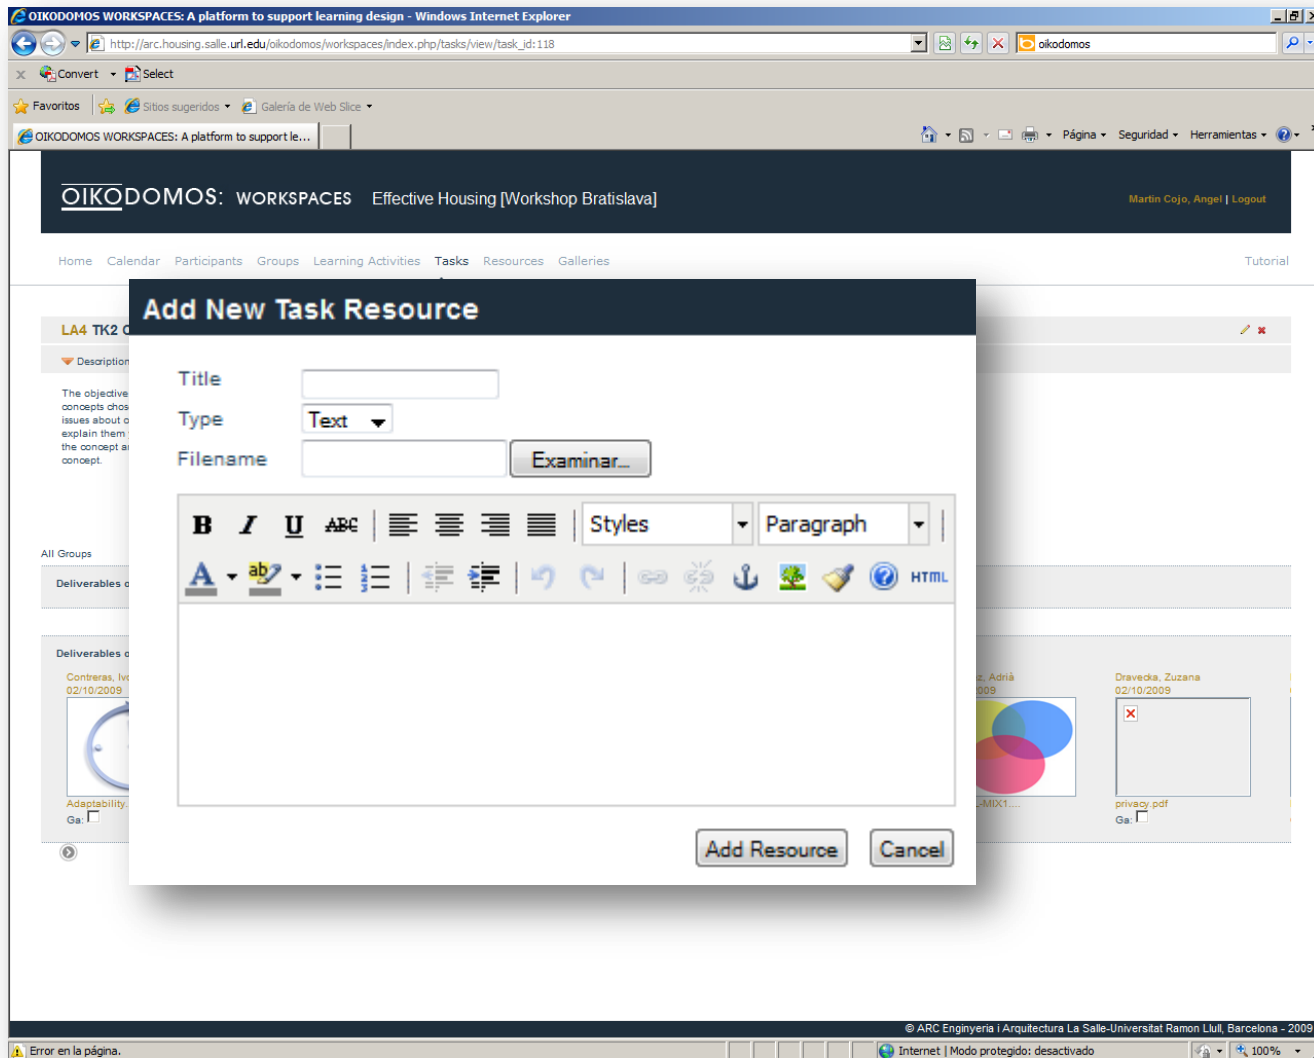 OIKODOMOS WORKSPACES: A platform to support learning design - Windows Internet Explorer
http://arc.housing.salle.url.edu/oikodomos/workspaces/index.php/tasks/view/task_id:118
oikodomos
x Convert Select
Favoritos Sitios sugeridos Galería de Web Slice
OIKODOMOS WORKSPACES: A platform to support le... Página Seguridad Herramientas
OIKODOMOS: WORKSPACES Effective Housing [Workshop Bratislava] Martin Cojo, Angel | Logout
Home Calendar Participants Groups Learning Activities Tasks Resources Galleries Tutorial
Add New Task Resource
LA4 TK2
Description
The objective
concepts
issues about
explain them
the concept
concept.
Title
Type Text
Filename Examinar...
B I U ABC Styles Paragraph
A ab HTML
All Groups
Deliverables
Deliverables
Contreras, Adrià Dravecka, Zuzana
02/10/2009 009 02/10/2009
Adaptability. -MIX1.... privacy.pdf
Ga: Ga:
Add Resource Cancel
© ARC Enginyeria i Arquitectura La Salle-Universitat Ramon Llull, Barcelona - 2009
Error en la página. Internet | Modo protegido: desactivado 100%